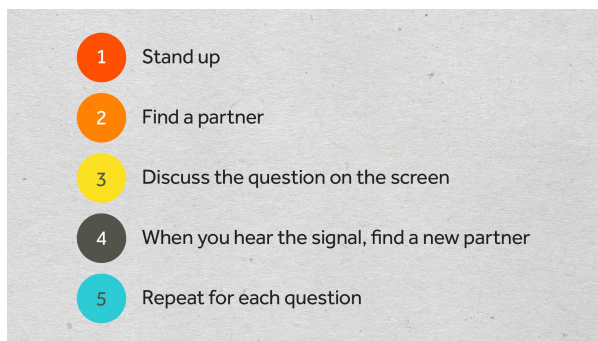 1 Stand up
2 Find a partner
3 Discuss the question on the screen
4 When you hear the signal, find a new partner
5 Repeat for each question